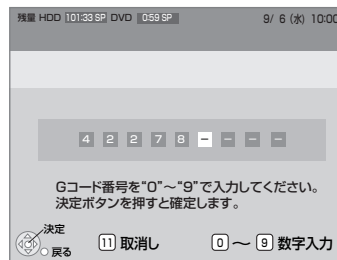 残量 HDD 101:33 SP DVD 0:59 SP 9/ 6 (水) 10:00
4 2 2 7 8 - - - -
Gコード番号を“0”～“9”で入力してください。
決定ボタンを押すと確定します。
決定
戻る 11 取消し 0 ～ 9 数字入力